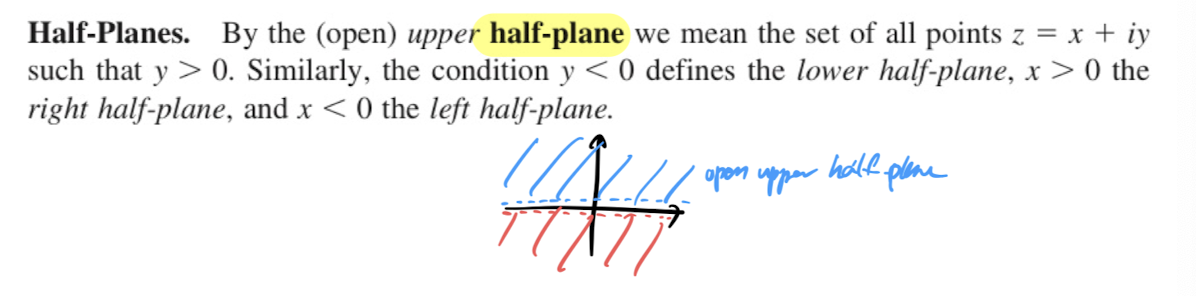 Half-Planes. By the (open) upper half-plane we mean the set of all points z = x + iy
such that y > 0. Similarly, the condition y < 0 defines the lower half-plane, x > 0 the
right half-plane, and x < 0 the left half-plane.
open upper half plane